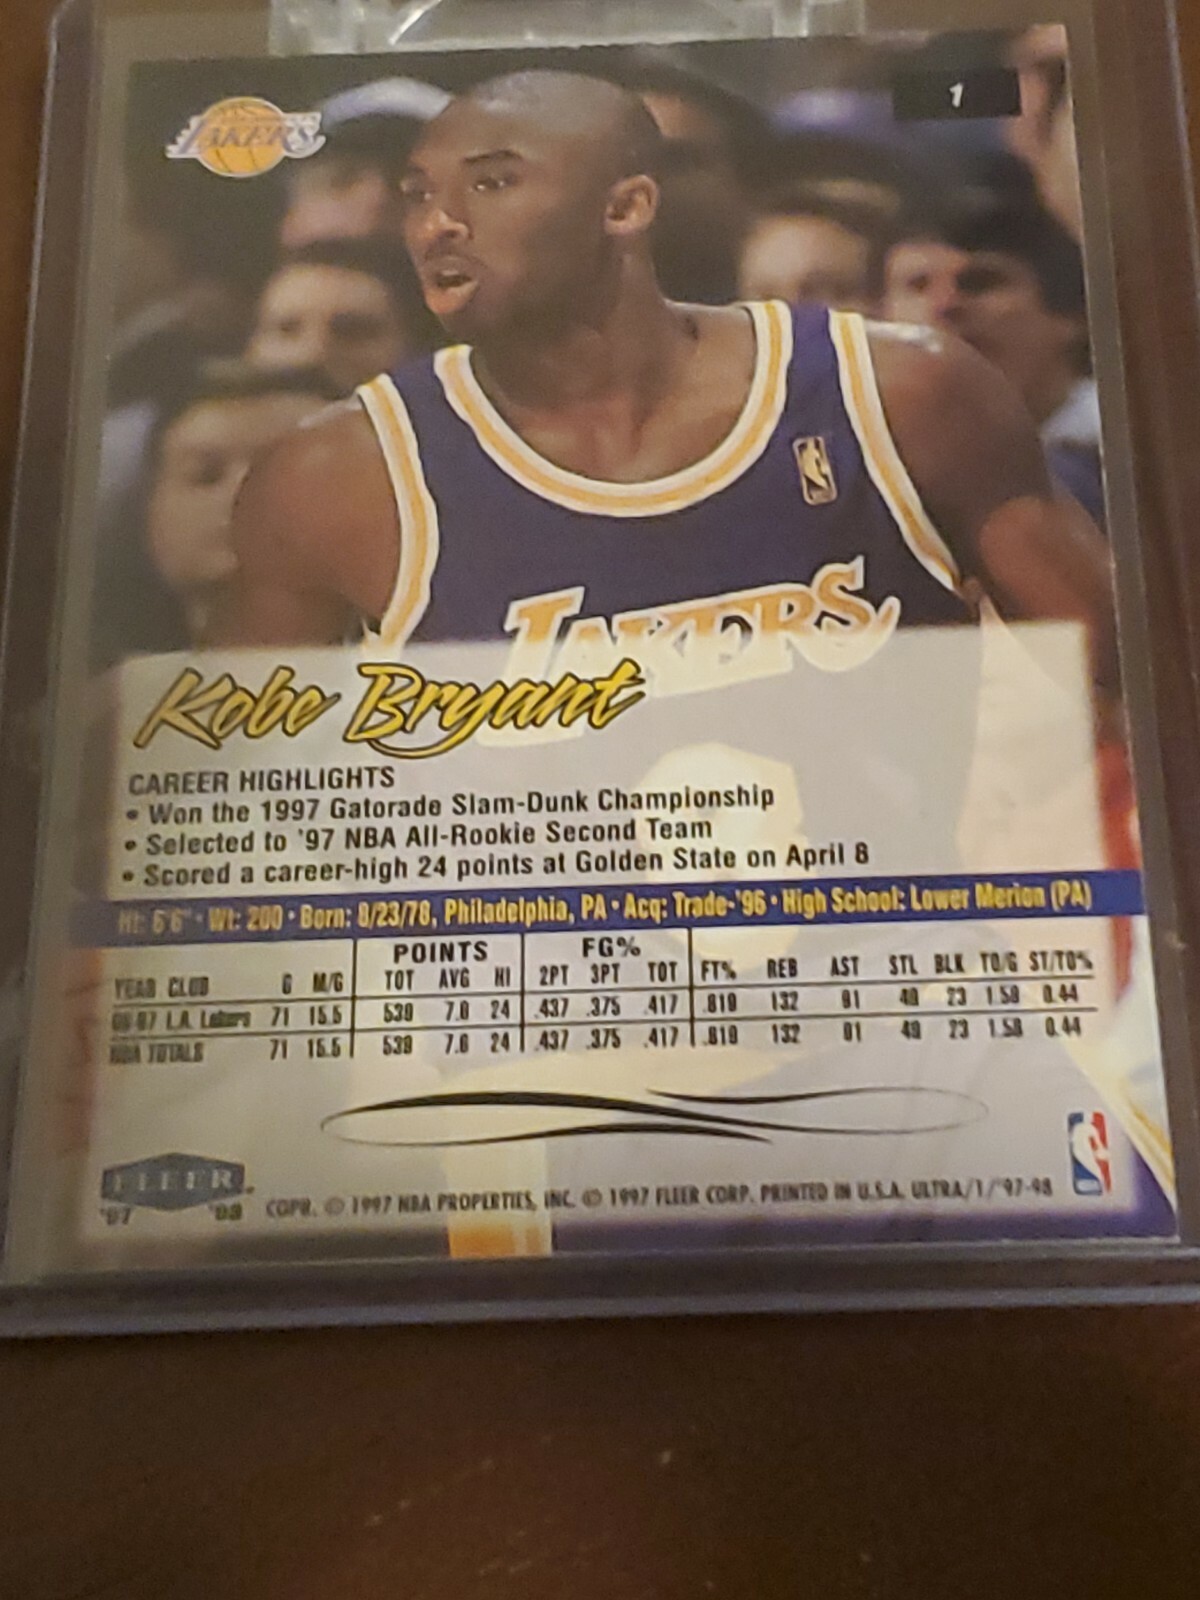 LAKERS
1
LAKERS
Kobe Bryant
CAREER HIGHLIGHTS
• Won the 1997 Gatorade Slam-Dunk Championship
• Selected to '97 NBA All-Rookie Second Team
• Scored a career-high 24 points at Golden State on April 8
Ht: 6'6" • Wt: 200 • Born: 8/23/78, Philadelphia, PA • Acq: Trade-'96 • High School: Lower Merion (PA)
POINTS FG%
YEAR CLUB G M/G TOT AVG HI 2PT 3PT TOT FT% REB AST STL BLK TO/G ST/TO%
96-97 L.A. Lakers 71 15.5 539 7.6 24 .437 .375 .417 .819 132 91 49 23 1.58 0.44
NBA TOTALS 71 15.5 539 7.6 24 .437 .375 .417 .819 132 91 49 23 1.58 0.44
FLEER
'97 '98
COPR. © 1997 NBA PROPERTIES, INC. © 1997 FLEER CORP. PRINTED IN U.S.A. ULTRA/1/'97-98